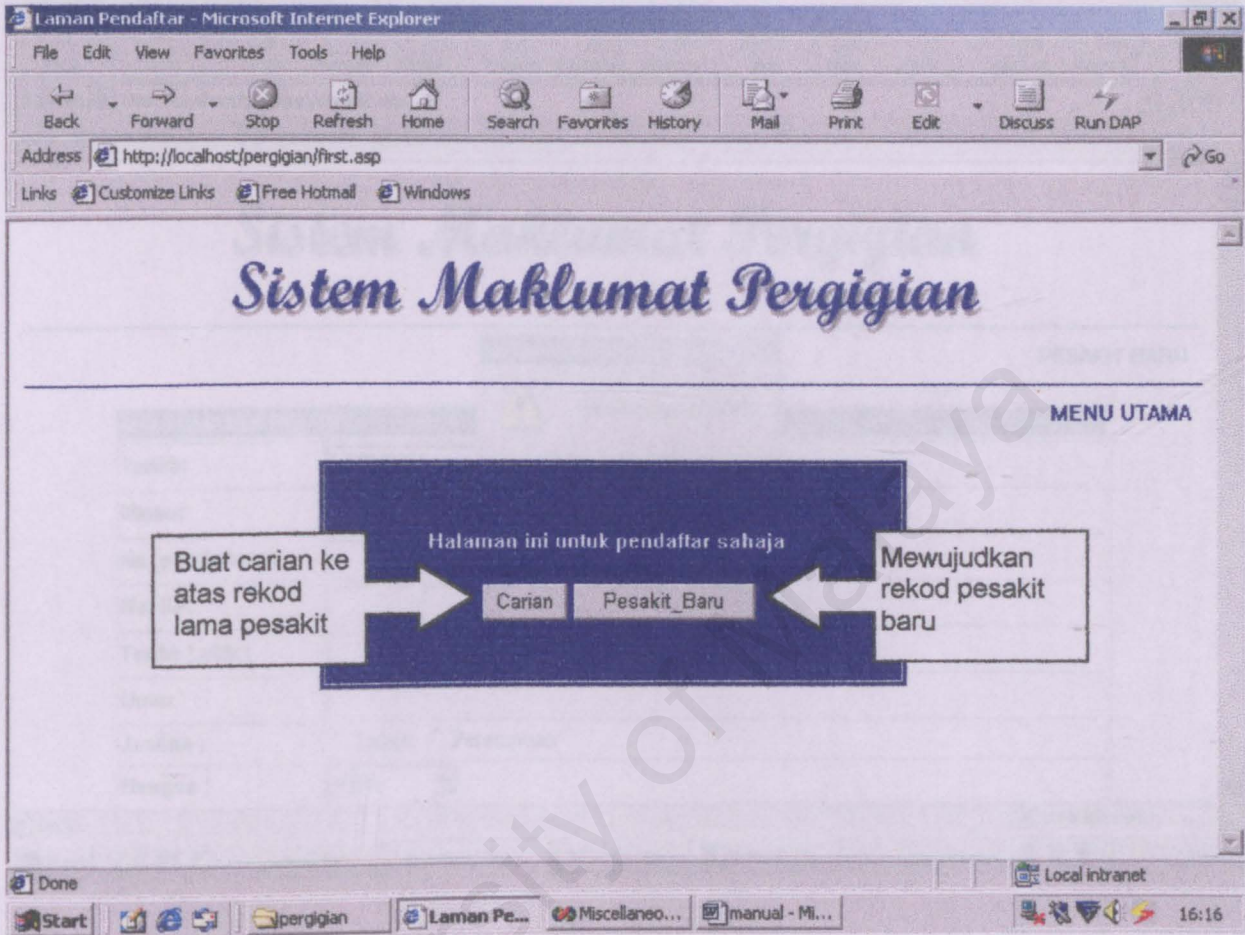 Laman Pendaftar - Microsoft Internet Explorer
File Edit View Favorites Tools Help
Back Forward Stop Refresh Home Search Favorites History Mail Print Edit Discuss Run DAP
Address http://localhost/pergigian/first.asp Go
Links Customize Links Free Hotmail Windows
Sistem Maklumat Pergigian
MENU UTAMA
Halaman ini untuk pendaftar sahaja
Buat carian ke
atas rekod
lama pesakit
Carian Pesakit_Baru
Mewujudkan
rekod pesakit
baru
Done Local intranet
Start pergigian Laman Pe... Miscellaneo... manual - Mi... 16:16